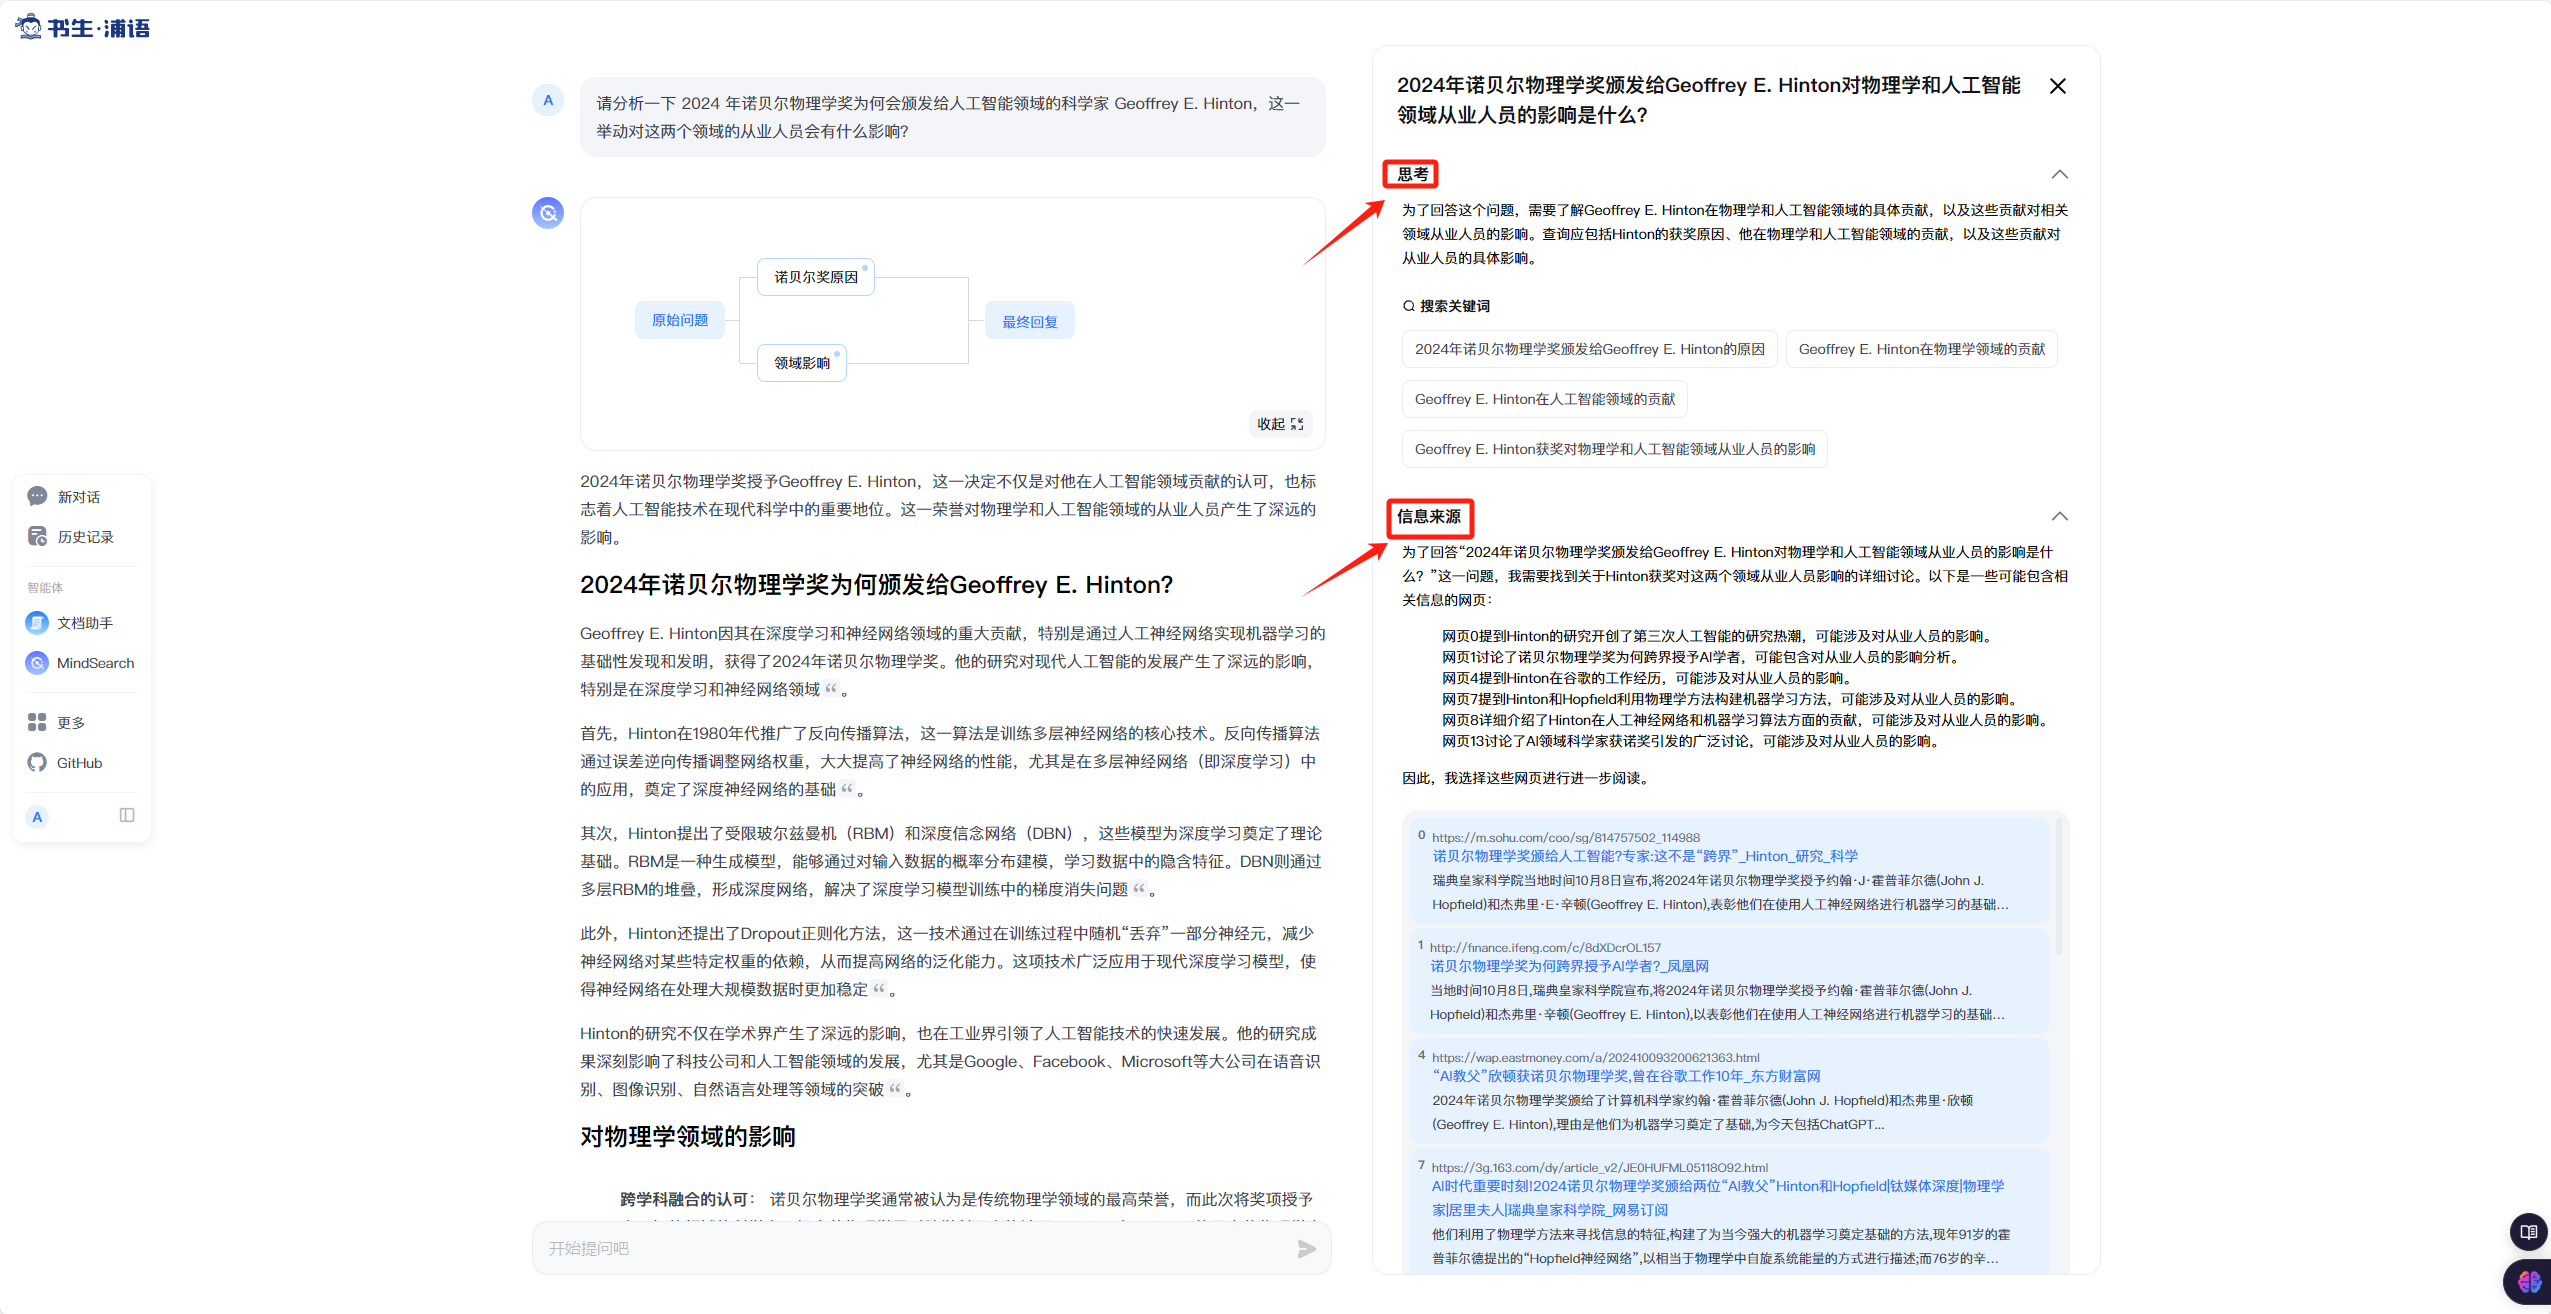 书生·浦语
A
请分析一下 2024 年诺贝尔物理学奖为何会颁发给人工智能领域的科学家 Geoffrey E. Hinton，这一
举动对这两个领域的从业人员会有什么影响？
原始问题
诺贝尔奖原因
领域影响
最终回复
收起
2024年诺贝尔物理学奖授予Geoffrey E. Hinton，这一决定不仅是对他在人工智能领域贡献的认可，也标
志着人工智能技术在现代科学中的重要地位。这一荣誉对物理学和人工智能领域的从业人员产生了深远的
影响。
2024年诺贝尔物理学奖为何颁发给Geoffrey E. Hinton?
Geoffrey E. Hinton因其在深度学习和神经网络领域的重大贡献，特别是通过人工神经网络实现机器学习的
基础性发现和发明，获得了2024年诺贝尔物理学奖。他的研究对现代人工智能的发展产生了深远的影响，
特别是在深度学习和神经网络领域“。
首先，Hinton在1980年代推广了反向传播算法，这一算法是训练多层神经网络的核心技术。反向传播算法
通过误差逆向传播调整网络权重，大大提高了神经网络的性能，尤其是在多层神经网络（即深度学习）中
的应用，奠定了深度神经网络的基础“。
其次，Hinton提出了受限玻尔兹曼机（RBM）和深度信念网络（DBN），这些模型为深度学习奠定了理论
基础。RBM是一种生成模型，能够通过对输入数据的概率分布建模，学习数据中的隐含特征。DBN则通过
多层RBM的堆叠，形成深度网络，解决了深度学习模型训练中的梯度消失问题“。
此外，Hinton还提出了Dropout正则化方法，这一技术通过在训练过程中随机“丢弃”一部分神经元，减少
神经网络对某些特定权重的依赖，从而提高网络的泛化能力。这项技术广泛应用于现代深度学习模型，使
得神经网络在处理大规模数据时更加稳定“。
Hinton的研究不仅在学术界产生了深远的影响，也在工业界引领了人工智能技术的快速发展。他的研究成
果深刻影响了科技公司和人工智能领域的发展，尤其是Google、Facebook、Microsoft等大公司在语音识
别、图像识别、自然语言处理等领域的突破“。
对物理学领域的影响
跨学科融合的认可： 诺贝尔物理学奖通常被认为是传统物理学领域的最高荣誉，而此次将奖项授予
开始提问吧
新对话
历史记录
智能体
文档助手
MindSearch
更多
GitHub
A
2024年诺贝尔物理学奖颁发给Geoffrey E. Hinton对物理学和人工智能
领域从业人员的影响是什么?
思考
为了回答这个问题，需要了解Geoffrey E. Hinton在物理学和人工智能领域的具体贡献，以及这些贡献对相关
领域从业人员的影响。查询应包括Hinton的获奖原因、他在物理学和人工智能领域的贡献，以及这些贡献对
从业人员的具体影响。
搜索关键词
2024年诺贝尔物理学奖颁发给Geoffrey E. Hinton的原因
Geoffrey E. Hinton在物理学领域的贡献
Geoffrey E. Hinton在人工智能领域的贡献
Geoffrey E. Hinton获奖对物理学和人工智能领域从业人员的影响
信息来源
为了回答“2024年诺贝尔物理学奖颁发给Geoffrey E. Hinton对物理学和人工智能领域从业人员的影响是什
么？”这一问题，我需要找到关于Hinton获奖对这两个领域从业人员影响的详细讨论。以下是一些可能包含相
关信息的网页：
网页0提到Hinton的研究开创了第三次人工智能的研究热潮，可能涉及对从业人员的影响。
网页1讨论了诺贝尔物理学奖为何跨界授予AI学者，可能包含对从业人员的影响分析。
网页4提到Hinton在谷歌的工作经历，可能涉及对从业人员的影响。
网页7提到Hinton和Hopfield利用物理学方法构建机器学习方法，可能涉及对从业人员的影响。
网页8详细介绍了Hinton在人工神经网络和机器学习算法方面的贡献，可能涉及对从业人员的影响。
网页13讨论了AI领域科学家获诺奖引发的广泛讨论，可能涉及对从业人员的影响。
因此，我选择这些网页进行进一步阅读。
0 https://m.sohu.com/coo/sg/814757502_114988
诺贝尔物理学奖颁给人工智能?专家:这不是“跨界”_Hinton_研究_科学
瑞典皇家科学院当地时间10月8日宣布,将2024年诺贝尔物理学奖授予约翰·J·霍普菲尔德(John J.
Hopfield)和杰弗里·E·辛顿(Geoffrey E. Hinton),表彰他们在使用人工神经网络进行机器学习的基础...
1 http://finance.ifeng.com/c/8dXDcrOL157
诺贝尔物理学奖为何跨界授予AI学者?_凤凰网
当地时间10月8日,瑞典皇家科学院宣布,将2024年诺贝尔物理学奖授予约翰·霍普菲尔德(John J.
Hopfield)和杰弗里·辛顿(Geoffrey E. Hinton),以表彰他们在使用人工神经网络进行机器学习的基础...
4 https://wap.eastmoney.com/a/202410093200621363.html
“AI教父”欣顿获诺贝尔物理学奖,曾在谷歌工作10年_东方财富网
2024年诺贝尔物理学奖颁给了计算机科学家约翰·霍普菲尔德(John J. Hopfield)和杰弗里·欣顿
(Geoffrey E. Hinton),理由是他们为机器学习奠定了基础,为今天包括ChatGPT...
7 https://3g.163.com/dy/article_v2/JE0HUFML05118O92.html
AI时代重要时刻!2024诺贝尔物理学奖颁给两位“AI教父”Hinton和Hopfield|钛媒体深度|物理学
家|居里夫人|瑞典皇家科学院_网易订阅
他们利用了物理学方法来寻找信息的特征,构建了为当今强大的机器学习奠定基础的方法,现年91岁的霍
普菲尔德提出的“Hopfield神经网络”,以相当于物理学中自旋系统能量的方式进行描述;而76岁的辛...